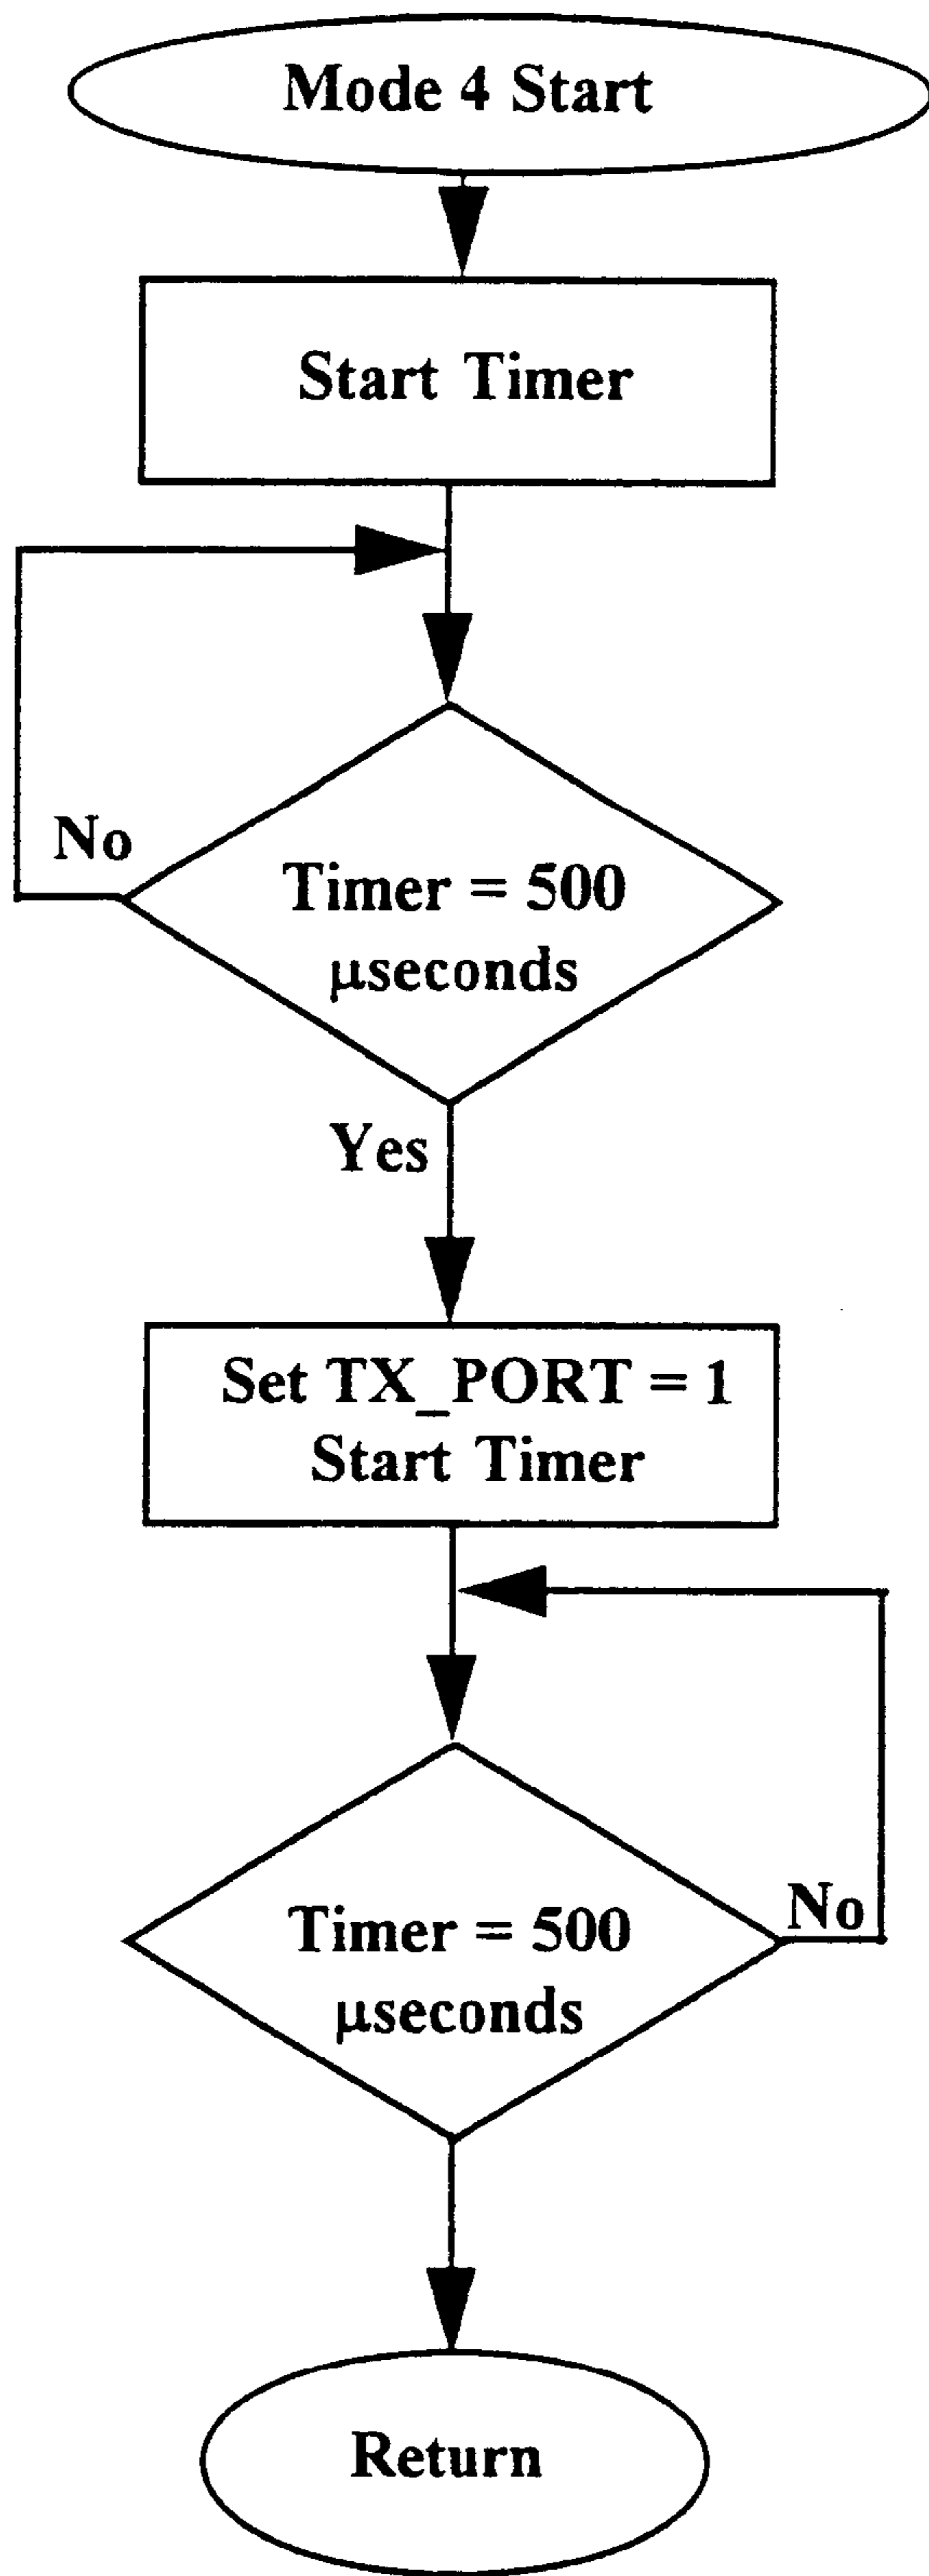 Mode 4 Start
Start Timer
No
Timer = 500
μseconds
Yes
Set TX_PORT = 1
Start Timer
No
Timer = 500
μseconds
Return